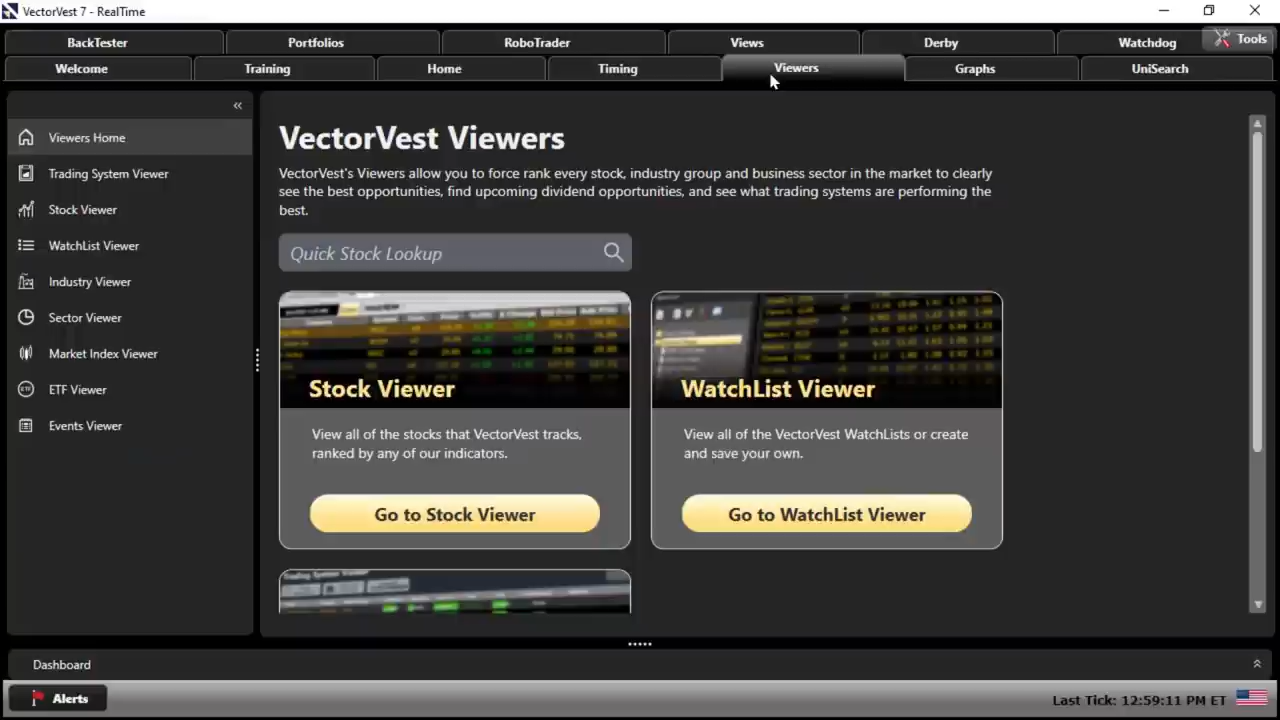 VectorVest 7 - RealTime
BackTester
Portfolios
RoboTrader
Views
Derby
Watchdog
Tools
Welcome
Training
Home
Timing
Viewers
Graphs
UniSearch
Viewers Home
Trading System Viewer
Stock Viewer
WatchList Viewer
Industry Viewer
Sector Viewer
Market Index Viewer
ETF Viewer
Events Viewer
VectorVest Viewers
VectorVest's Viewers allow you to force rank every stock, industry group and business sector in the market to clearly
see the best opportunities, find upcoming dividend opportunities, and see what trading systems are performing the
best.
Quick Stock Lookup
Stock Viewer
View all of the stocks that VectorVest tracks,
ranked by any of our indicators.
Go to Stock Viewer
WatchList Viewer
View all of the VectorVest WatchLists or create
and save your own.
Go to WatchList Viewer
Trading System Viewer
Dashboard
Alerts
Last Tick: 12:59:11 PM ET